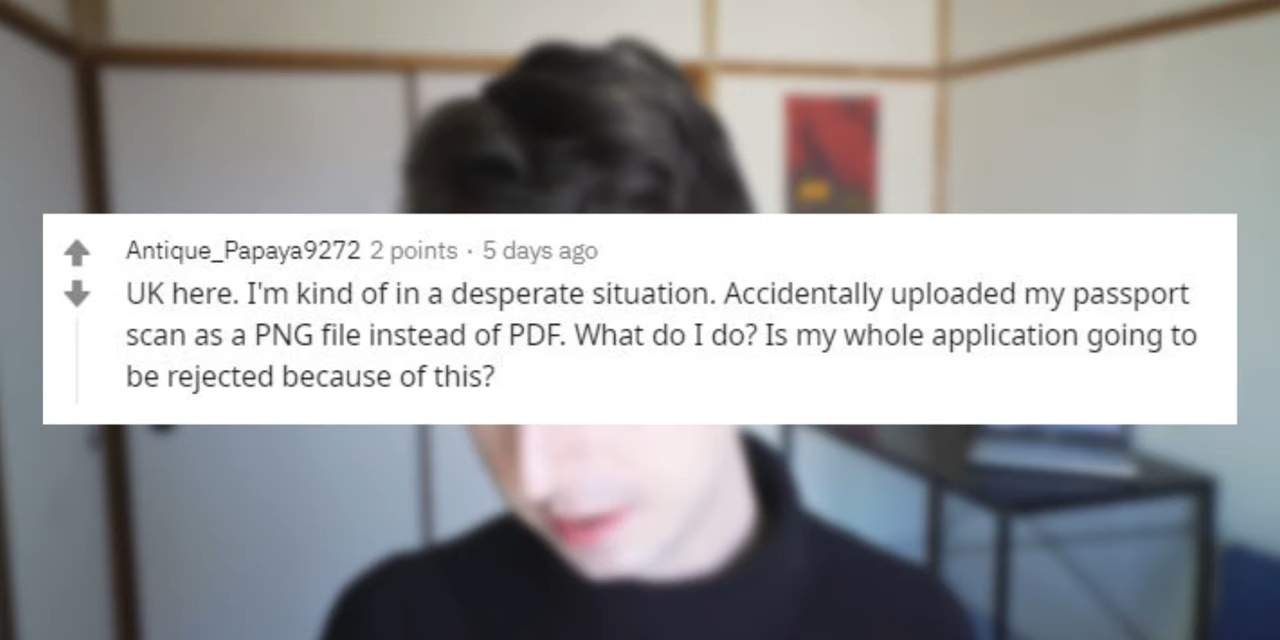 Antique_Papaya9272 2 points · 5 days ago
UK here. I'm kind of in a desperate situation. Accidentally uploaded my passport
scan as a PNG file instead of PDF. What do I do? Is my whole application going to
be rejected because of this?